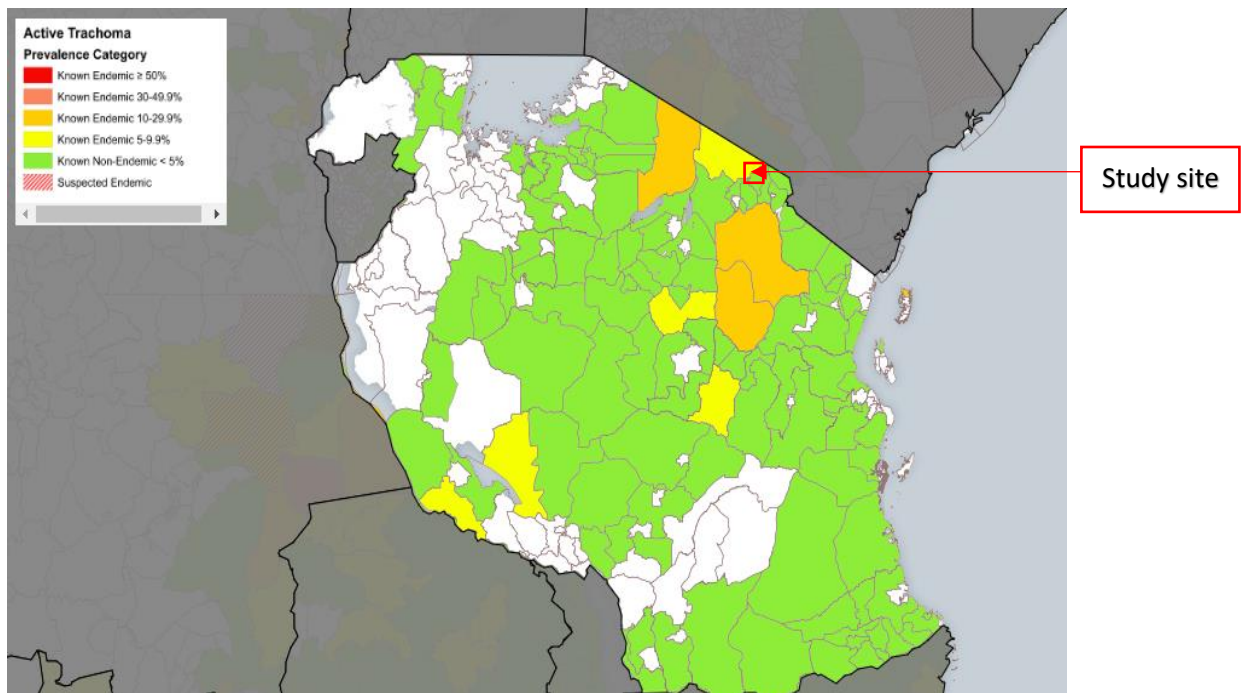 Active Trachoma
Prevalence Category
Known Endemic ≥ 50%
Known Endemic 30-49.9%
Known Endemic 10-29.9%
Known Endemic 5-9.9%
Known Non-Endemic < 5%
Suspected Endemic
Study site